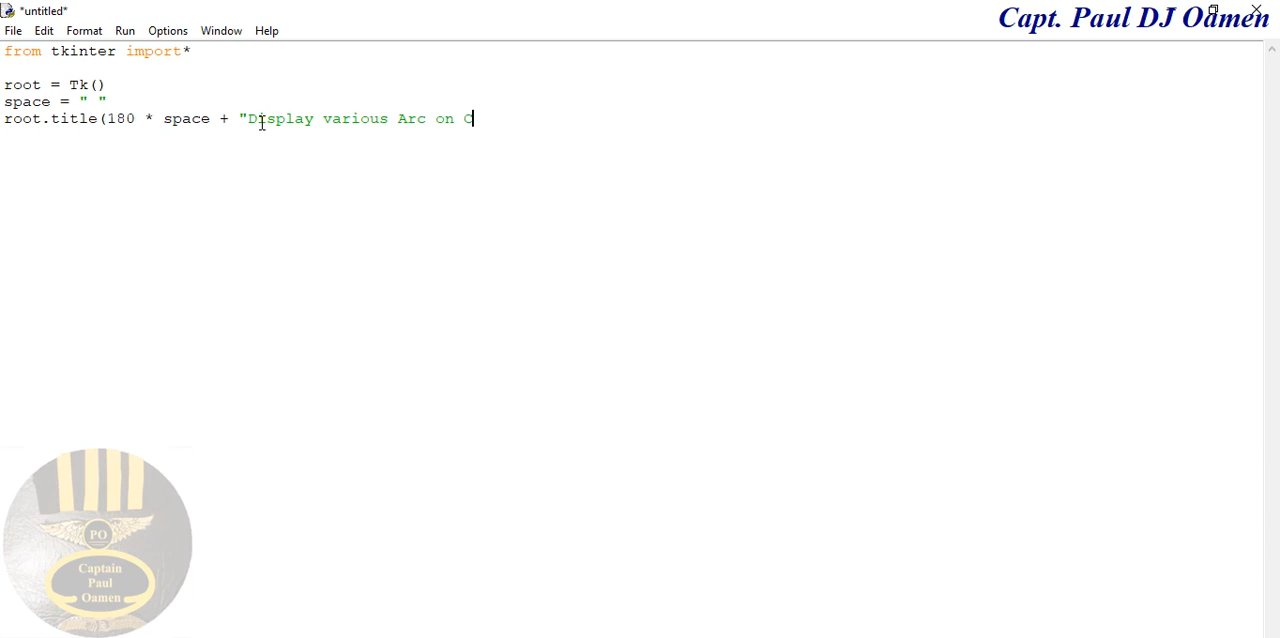 *untitled*
Capt. Paul DJ Oamen
File Edit Format Run Options Window Help
from tkinter import*
root = Tk()
space = " "
root.title(180 * space + "Display various Arc on C
PO
Captain
Paul
Oamen